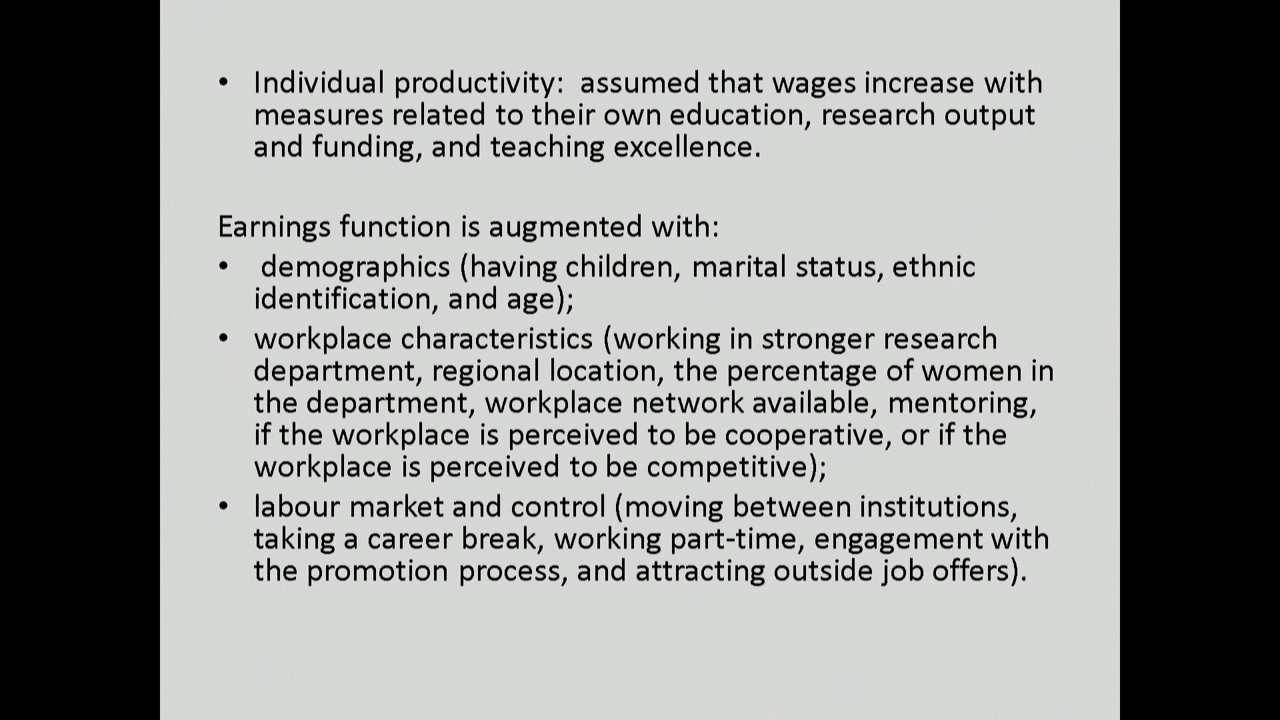 • Individual productivity:  assumed that wages increase with
measures related to their own education, research output
and funding, and teaching excellence.
Earnings function is augmented with:
•  demographics (having children, marital status, ethnic
identification, and age);
• workplace characteristics (working in stronger research
department, regional location, the percentage of women in
the department, workplace network available, mentoring,
if the workplace is perceived to be cooperative, or if the
workplace is perceived to be competitive);
• labour market and control (moving between institutions,
taking a career break, working part-time, engagement with
the promotion process, and attracting outside job offers).